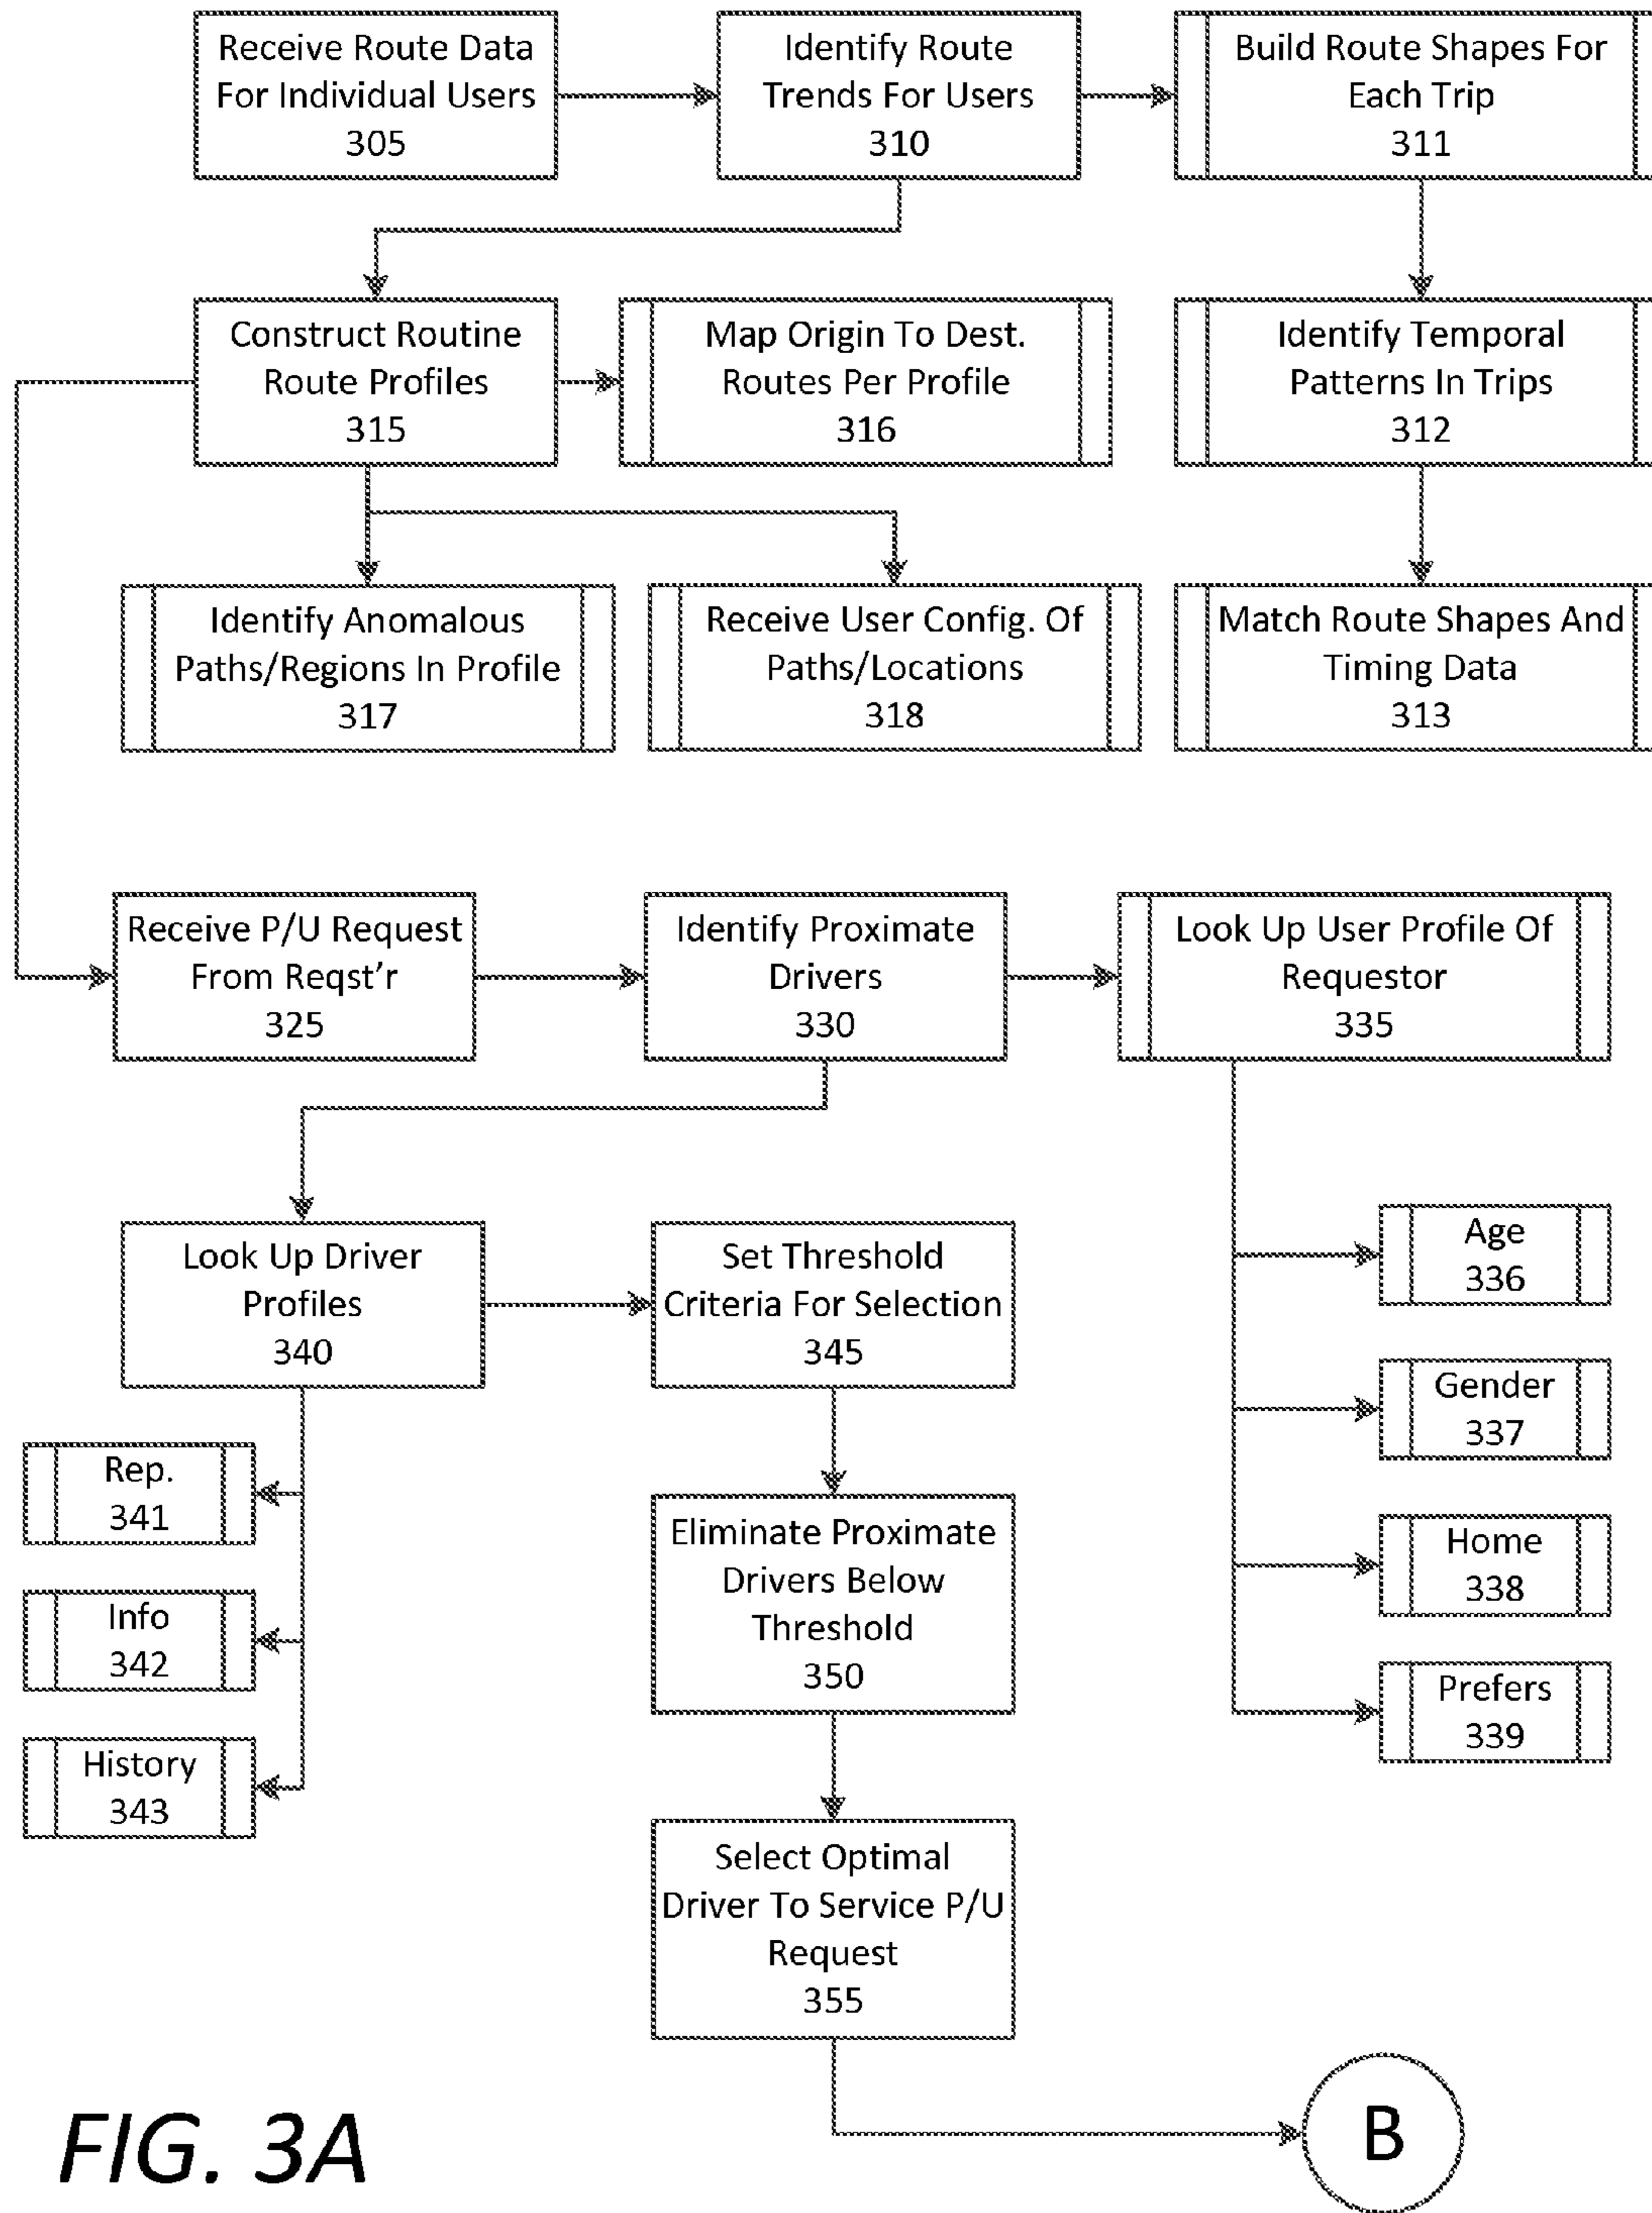 Receive Route Data
For Individual Users
305
Identify Route
Trends For Users
310
Build Route Shapes For
Each Trip
311
Construct Routine
Route Profiles
315
Map Origin To Dest.
Routes Per Profile
316
Identify Temporal
Patterns In Trips
312
Identify Anomalous
Paths/Regions In Profile
317
Receive User Config. Of
Paths/Locations
318
Match Route Shapes And
Timing Data
313
Receive P/U Request
From Reqst'r
325
Identify Proximate
Drivers
330
Look Up User Profile Of
Requestor
335
Look Up Driver
Profiles
340
Set Threshold
Criteria For Selection
345
Age
336
Gender
337
Home
338
Prefers
339
Rep.
341
Info
342
History
343
Eliminate Proximate
Drivers Below
Threshold
350
Select Optimal
Driver To Service P/U
Request
355
B
FIG. 3A